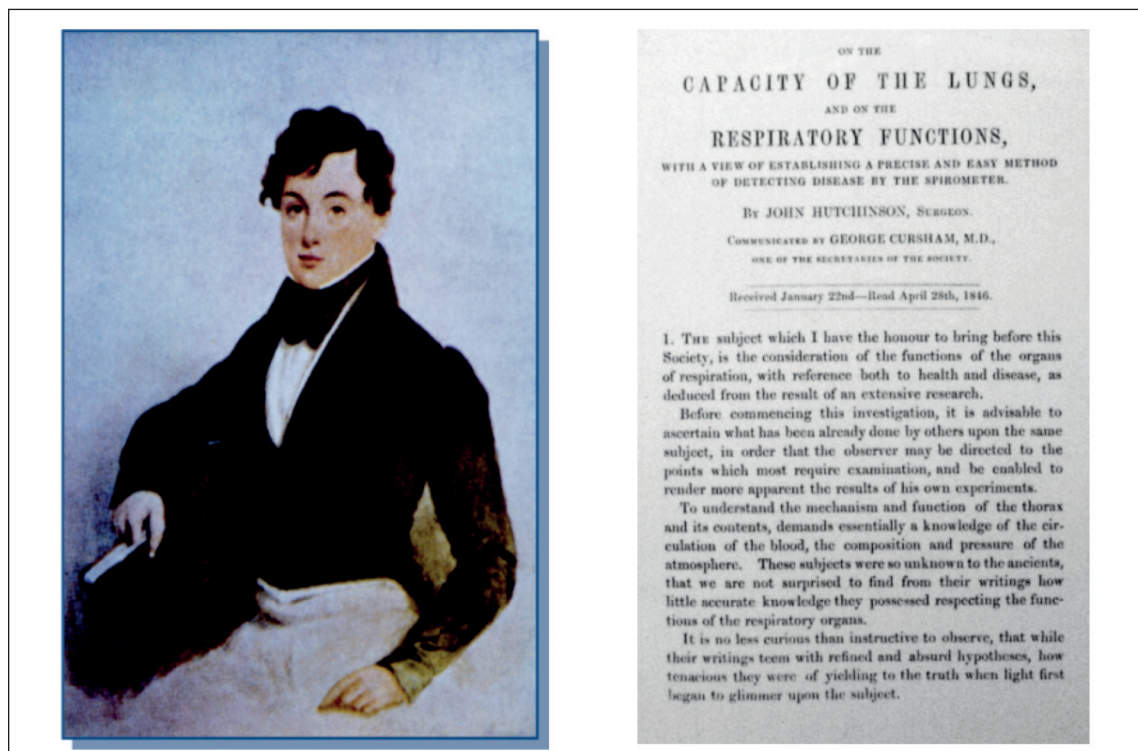 ON THE
CAPACITY OF THE LUNGS,
AND ON THE
RESPIRATORY FUNCTIONS,
WITH A VIEW OF ESTABLISHING A PRECISE AND EASY METHOD
OF DETECTING DISEASE BY THE SPIROMETER.
BY JOHN HUTCHINSON, SURGEON.
COMMUNICATED BY GEORGE CURSHAM, M.D.,
ONE OF THE SECRETARIES OF THE SOCIETY.
Received January 22nd—Read April 28th, 1846.
1. THE subject which I have the honour to bring before this
Society, is the consideration of the functions of the organs
of respiration, with reference both to health and disease, as
deduced from the result of an extensive research.
Before commencing this investigation, it is advisable to
ascertain what has been already done by others upon the same
subject, in order that the observer may be directed to the
points which most require examination, and be enabled to
render more apparent the results of his own experiments.
To understand the mechanism and function of the thorax
and its contents, demands essentially a knowledge of the cir-
culation of the blood, the composition and pressure of the
atmosphere. These subjects were so unknown to the ancients,
that we are not surprised to find from their writings how
little accurate knowledge they possessed respecting the func-
tions of the respiratory organs.
It is no less curious than instructive to observe, that while
their writings teem with refined and absurd hypotheses, how
tenacious they were of yielding to the truth when light first
began to glimmer upon the subject.